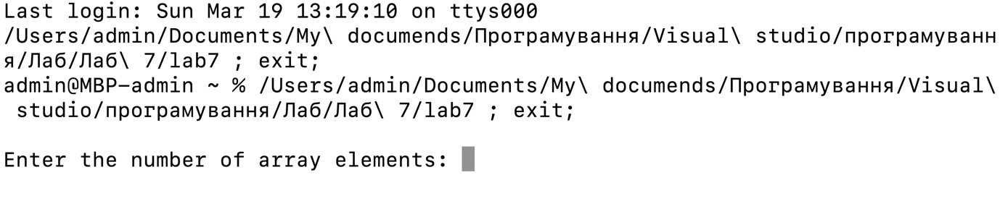 Last login: Sun Mar 19 13:19:10 on ttys000
/Users/admin/Documents/My\ documends/Програмування/Visual\ studio/програмуванн
я/Лаб/Лаб\ 7/lab7 ; exit;
admin@MBP-admin ~ % /Users/admin/Documents/My\ documends/Програмування/Visual\
 studio/програмування/Лаб/Лаб\ 7/lab7 ; exit;
Enter the number of array elements: